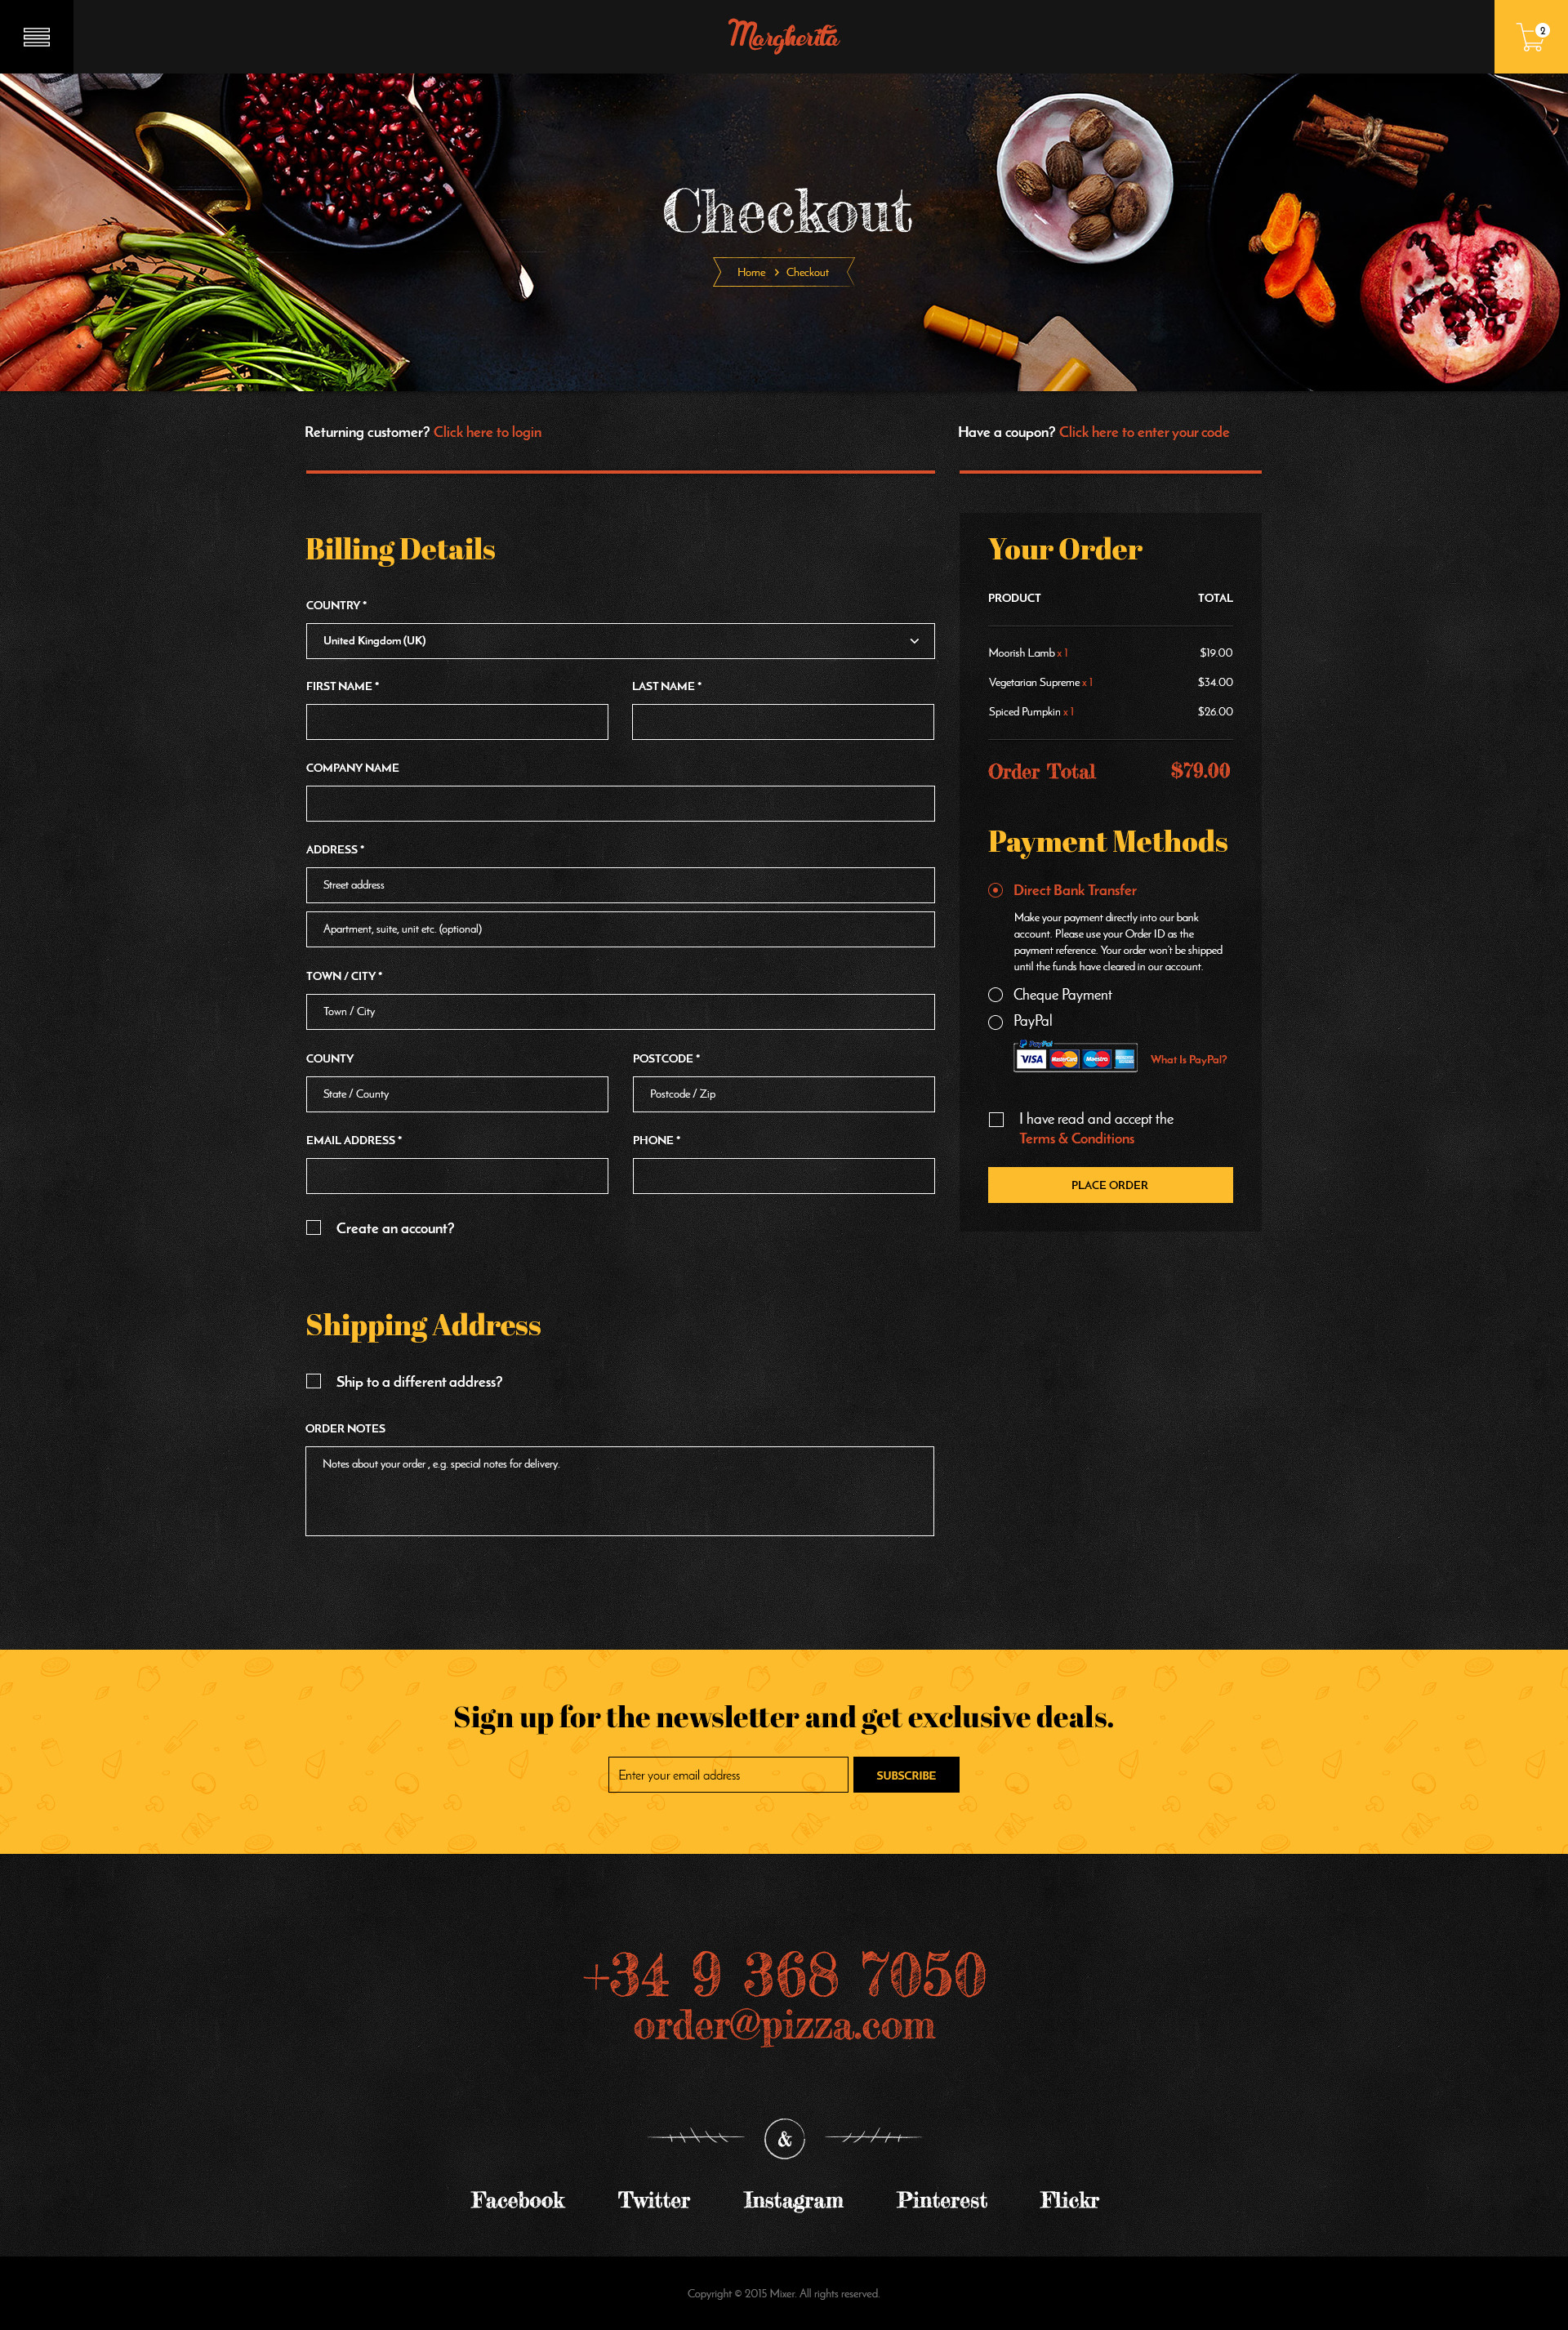 Margherita
2
Checkout
Home > Checkout
Returning customer? Click here to login
Have a coupon? Click here to enter your code
Billing Details
COUNTRY *
United Kingdom (UK)
FIRST NAME *
LAST NAME *
COMPANY NAME
ADDRESS *
Street address
Apartment, suite, unit etc. (optional)
TOWN / CITY *
Town / City
COUNTY
POSTCODE *
State / County
Postcode / Zip
EMAIL ADDRESS *
PHONE *
Create an account?
Your Order
PRODUCT TOTAL
Moorish Lamb x 1 $19.00
Vegetarian Supreme x 1 $34.00
Spiced Pumpkin x 1 $26.00
Order Total $79.00
Payment Methods
Direct Bank Transfer
Make your payment directly into our bank
account. Please use your Order ID as the
payment reference. Your order won't be shipped
until the funds have cleared in our account.
Cheque Payment
PayPal
PayPal
VISA MasterCard Maestro
What Is PayPal?
I have read and accept the
Terms & Conditions
PLACE ORDER
Shipping Address
Ship to a different address?
ORDER NOTES
Notes about your order , e.g. special notes for delivery.
Sign up for the newsletter and get exclusive deals.
Enter your email address
SUBSCRIBE
+34 9 368 7050
order@pizza.com
&
Facebook Twitter Instagram Pinterest Flickr
Copyright © 2015 Mixer. All rights reserved.